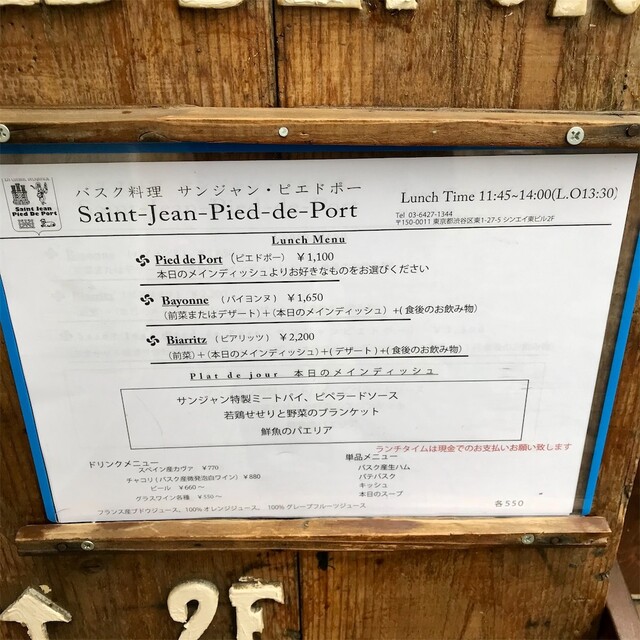 Saint Jean
Pied De Port
バスク料理 サンジャン・ピエドポー
Saint-Jean-Pied-de-Port
Lunch Time 11:45~14:00(L.O13:30)
Tel 03-6427-1344
〒150-0011 東京都渋谷区東1-27-5 シンエイ東ビル2F
Lunch Menu
Pied de Port (ピエドポー) ¥1,100
本日のメインディッシュよりお好きなものをお選びください
Bayonne (バイヨンヌ) ¥1,650
(前菜またはデザート)+(本日のメインディッシュ)+(食後のお飲み物)
Biarritz (ビアリッツ) ¥2,200
(前菜)+(本日のメインディッシュ)+(デザート)+(食後のお飲み物)
Plat de jour 本日のメインディッシュ
サンジャン特製ミートパイ、ピペラードソース
若鶏せせりと野菜のブランケット
鮮魚のパエリア
ランチタイムは現金でのお支払いお願い致します
ドリンクメニュー
スペイン産カヴァ ¥770
チャコリ(バスク産微発泡白ワイン) ¥880
ビール ¥660～
グラスワイン各種 ¥550～
フランス産ブドウジュース、100%オレンジジュース、100%グレープフルーツジュース
単品メニュー
バスク産生ハム
パテバスク
キッシュ
本日のスープ
各550
↑ 2F